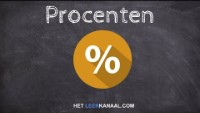 Procenten
%
HET LEERKANAAL.COM